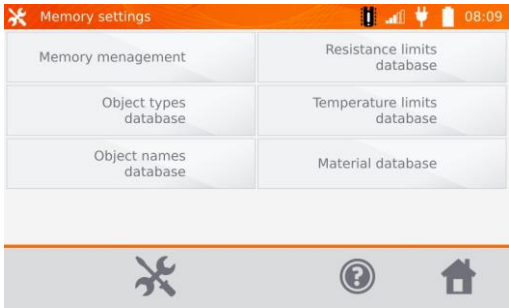 Memory settings
08:09
Memory menagement
Resistance limits
database
Object types
database
Temperature limits
database
Object names
database
Material database